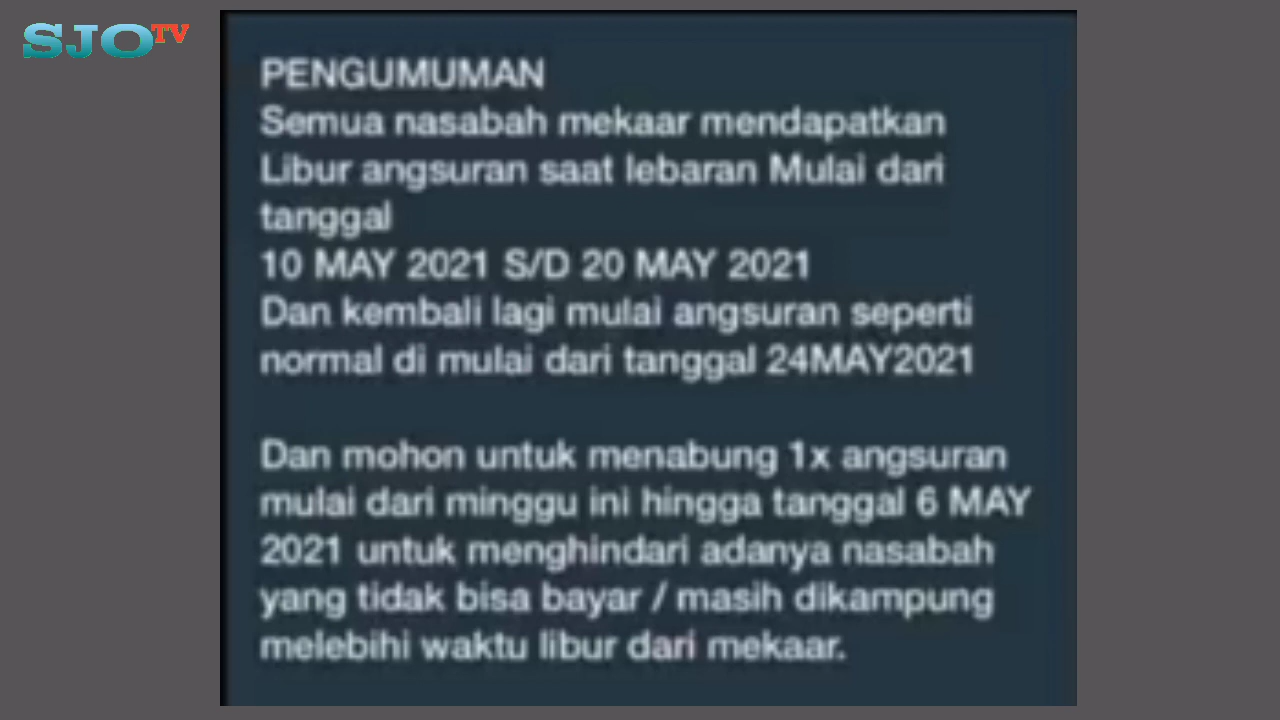 SJOTV
PENGUMUMAN
Semua nasabah mekaar mendapatkan
Libur angsuran saat lebaran Mulai dari
tanggal
10 MAY 2021 S/D 20 MAY 2021
Dan kembali lagi mulai angsuran seperti
normal di mulai dari tanggal 24MAY2021
Dan mohon untuk menabung 1x angsuran
mulai dari minggu ini hingga tanggal 6 MAY
2021 untuk menghindari adanya nasabah
yang tidak bisa bayar / masih dikampung
melebihi waktu libur dari mekaar.